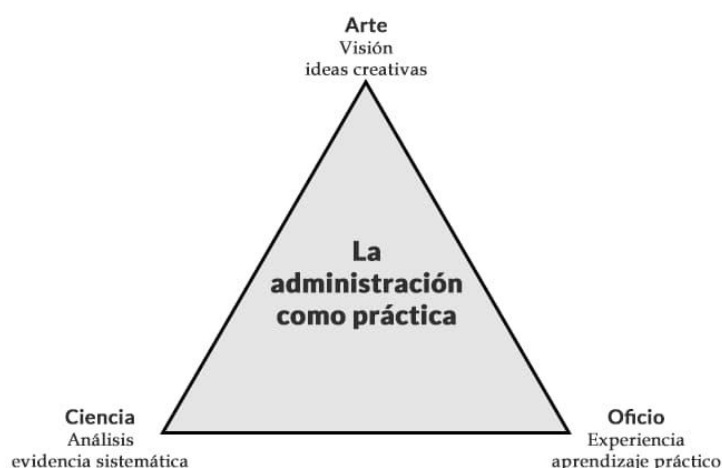 Arte
Visión
ideas creativas
La
administración
como práctica
Ciencia
Análisis
evidencia sistemática
Oficio
Experiencia
aprendizaje práctico